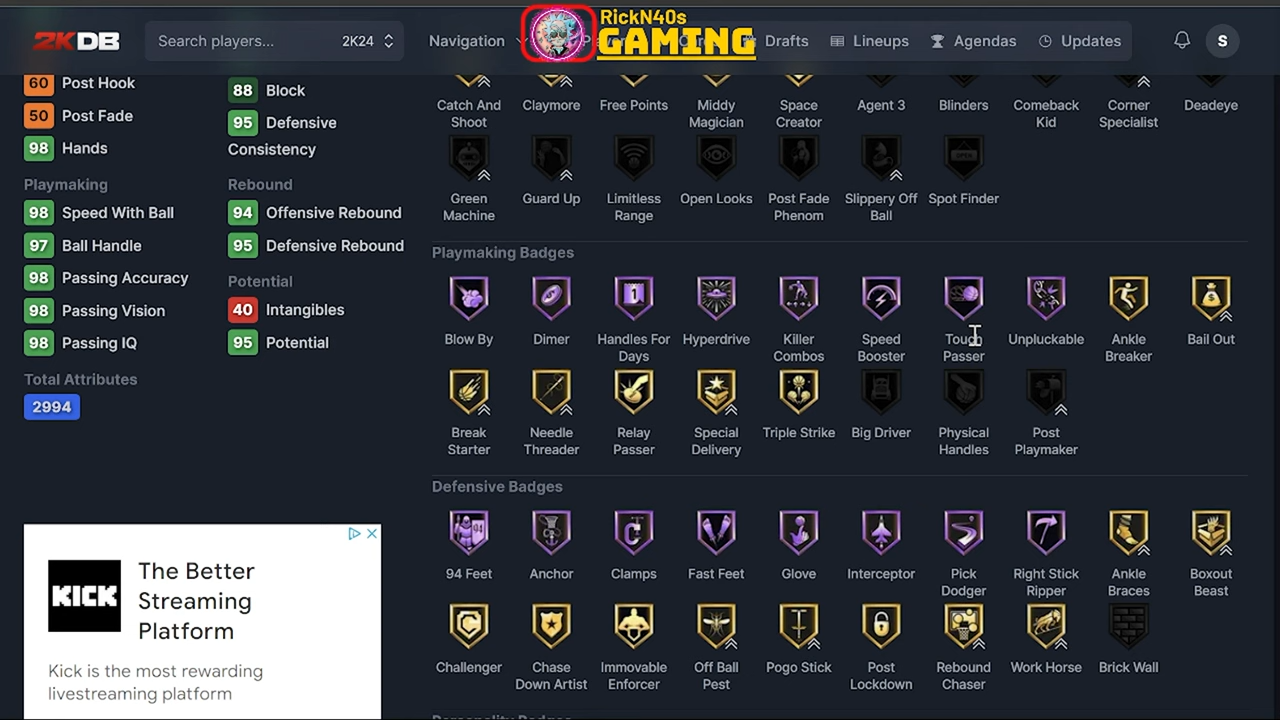 RickN40s
GAMING
2KDB
Search players...
2K24
Navigation
Drafts
Lineups
Agendas
Updates
S
60 Post Hook
50 Post Fade
98 Hands
Playmaking
98 Speed With Ball
97 Ball Handle
98 Passing Accuracy
98 Passing Vision
98 Passing IQ
Total Attributes
2994
88 Block
95 Defensive
Consistency
Rebound
94 Offensive Rebound
95 Defensive Rebound
Potential
40 Intangibles
95 Potential
Catch And
Shoot
Claymore
Free Points
Middy
Magician
Space
Creator
Agent 3
Blinders
Comeback
Kid
Corner
Specialist
Deadeye
Green
Machine
Guard Up
Limitless
Range
Open Looks
Post Fade
Phenom
Slippery Off
Ball
OPEN
Spot Finder
Playmaking Badges
Blow By
Dimer
1
Handles For
Days
Hyperdrive
Killer
Combos
Speed
Booster
Passer
Unpluckable
Ankle
Breaker
Bail Out
Break
Starter
Needle
Threader
Relay
Passer
Special
Delivery
Triple Strike
Big Driver
Physical
Handles
Post
Playmaker
Defensive Badges
94 Feet
Anchor
Clamps
Fast Feet
Glove
Interceptor
Pick
Dodger
Right Stick
Ripper
Ankle
Braces
Boxout
Beast
Challenger
Chase
Down Artist
Immovable
Enforcer
Off Ball
Pest
Pogo Stick
Post
Lockdown
Rebound
Chaser
Work Horse
Brick Wall
KICK
The Better
Streaming
Platform
Kick is the most rewarding
livestreaming platform